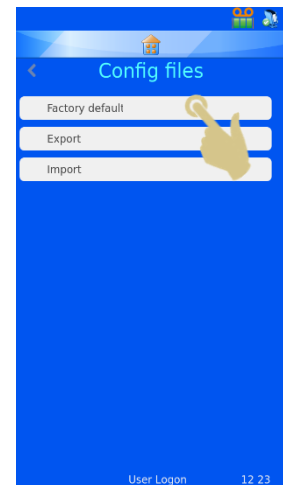 Config files
Factory default
Export
Import
User Logon 12 23